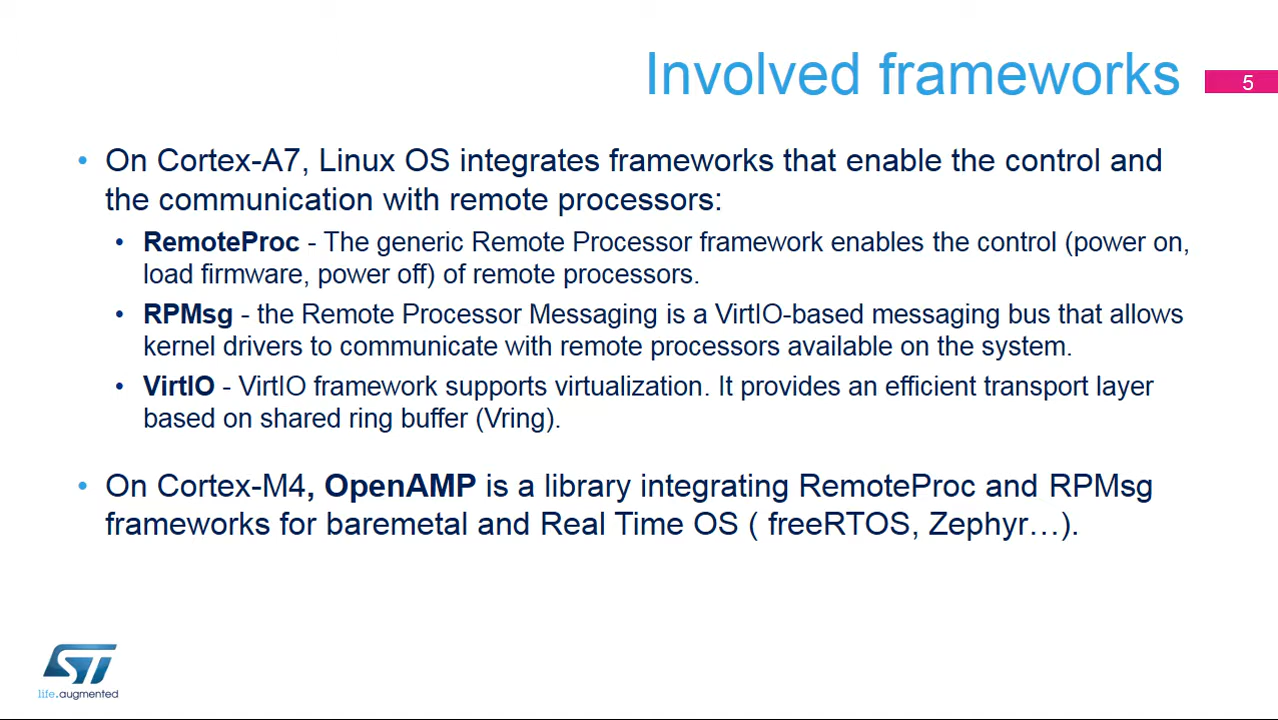 Involved frameworks
5
• On Cortex-A7, Linux OS integrates frameworks that enable the control and
the communication with remote processors:
• RemoteProc - The generic Remote Processor framework enables the control (power on,
load firmware, power off) of remote processors.
• RPMsg - the Remote Processor Messaging is a VirtIO-based messaging bus that allows
kernel drivers to communicate with remote processors available on the system.
• VirtIO - VirtIO framework supports virtualization. It provides an efficient transport layer
based on shared ring buffer (Vring).
• On Cortex-M4, OpenAMP is a library integrating RemoteProc and RPMsg
frameworks for baremetal and Real Time OS ( freeRTOS, Zephyr…).
ST
life.augmented